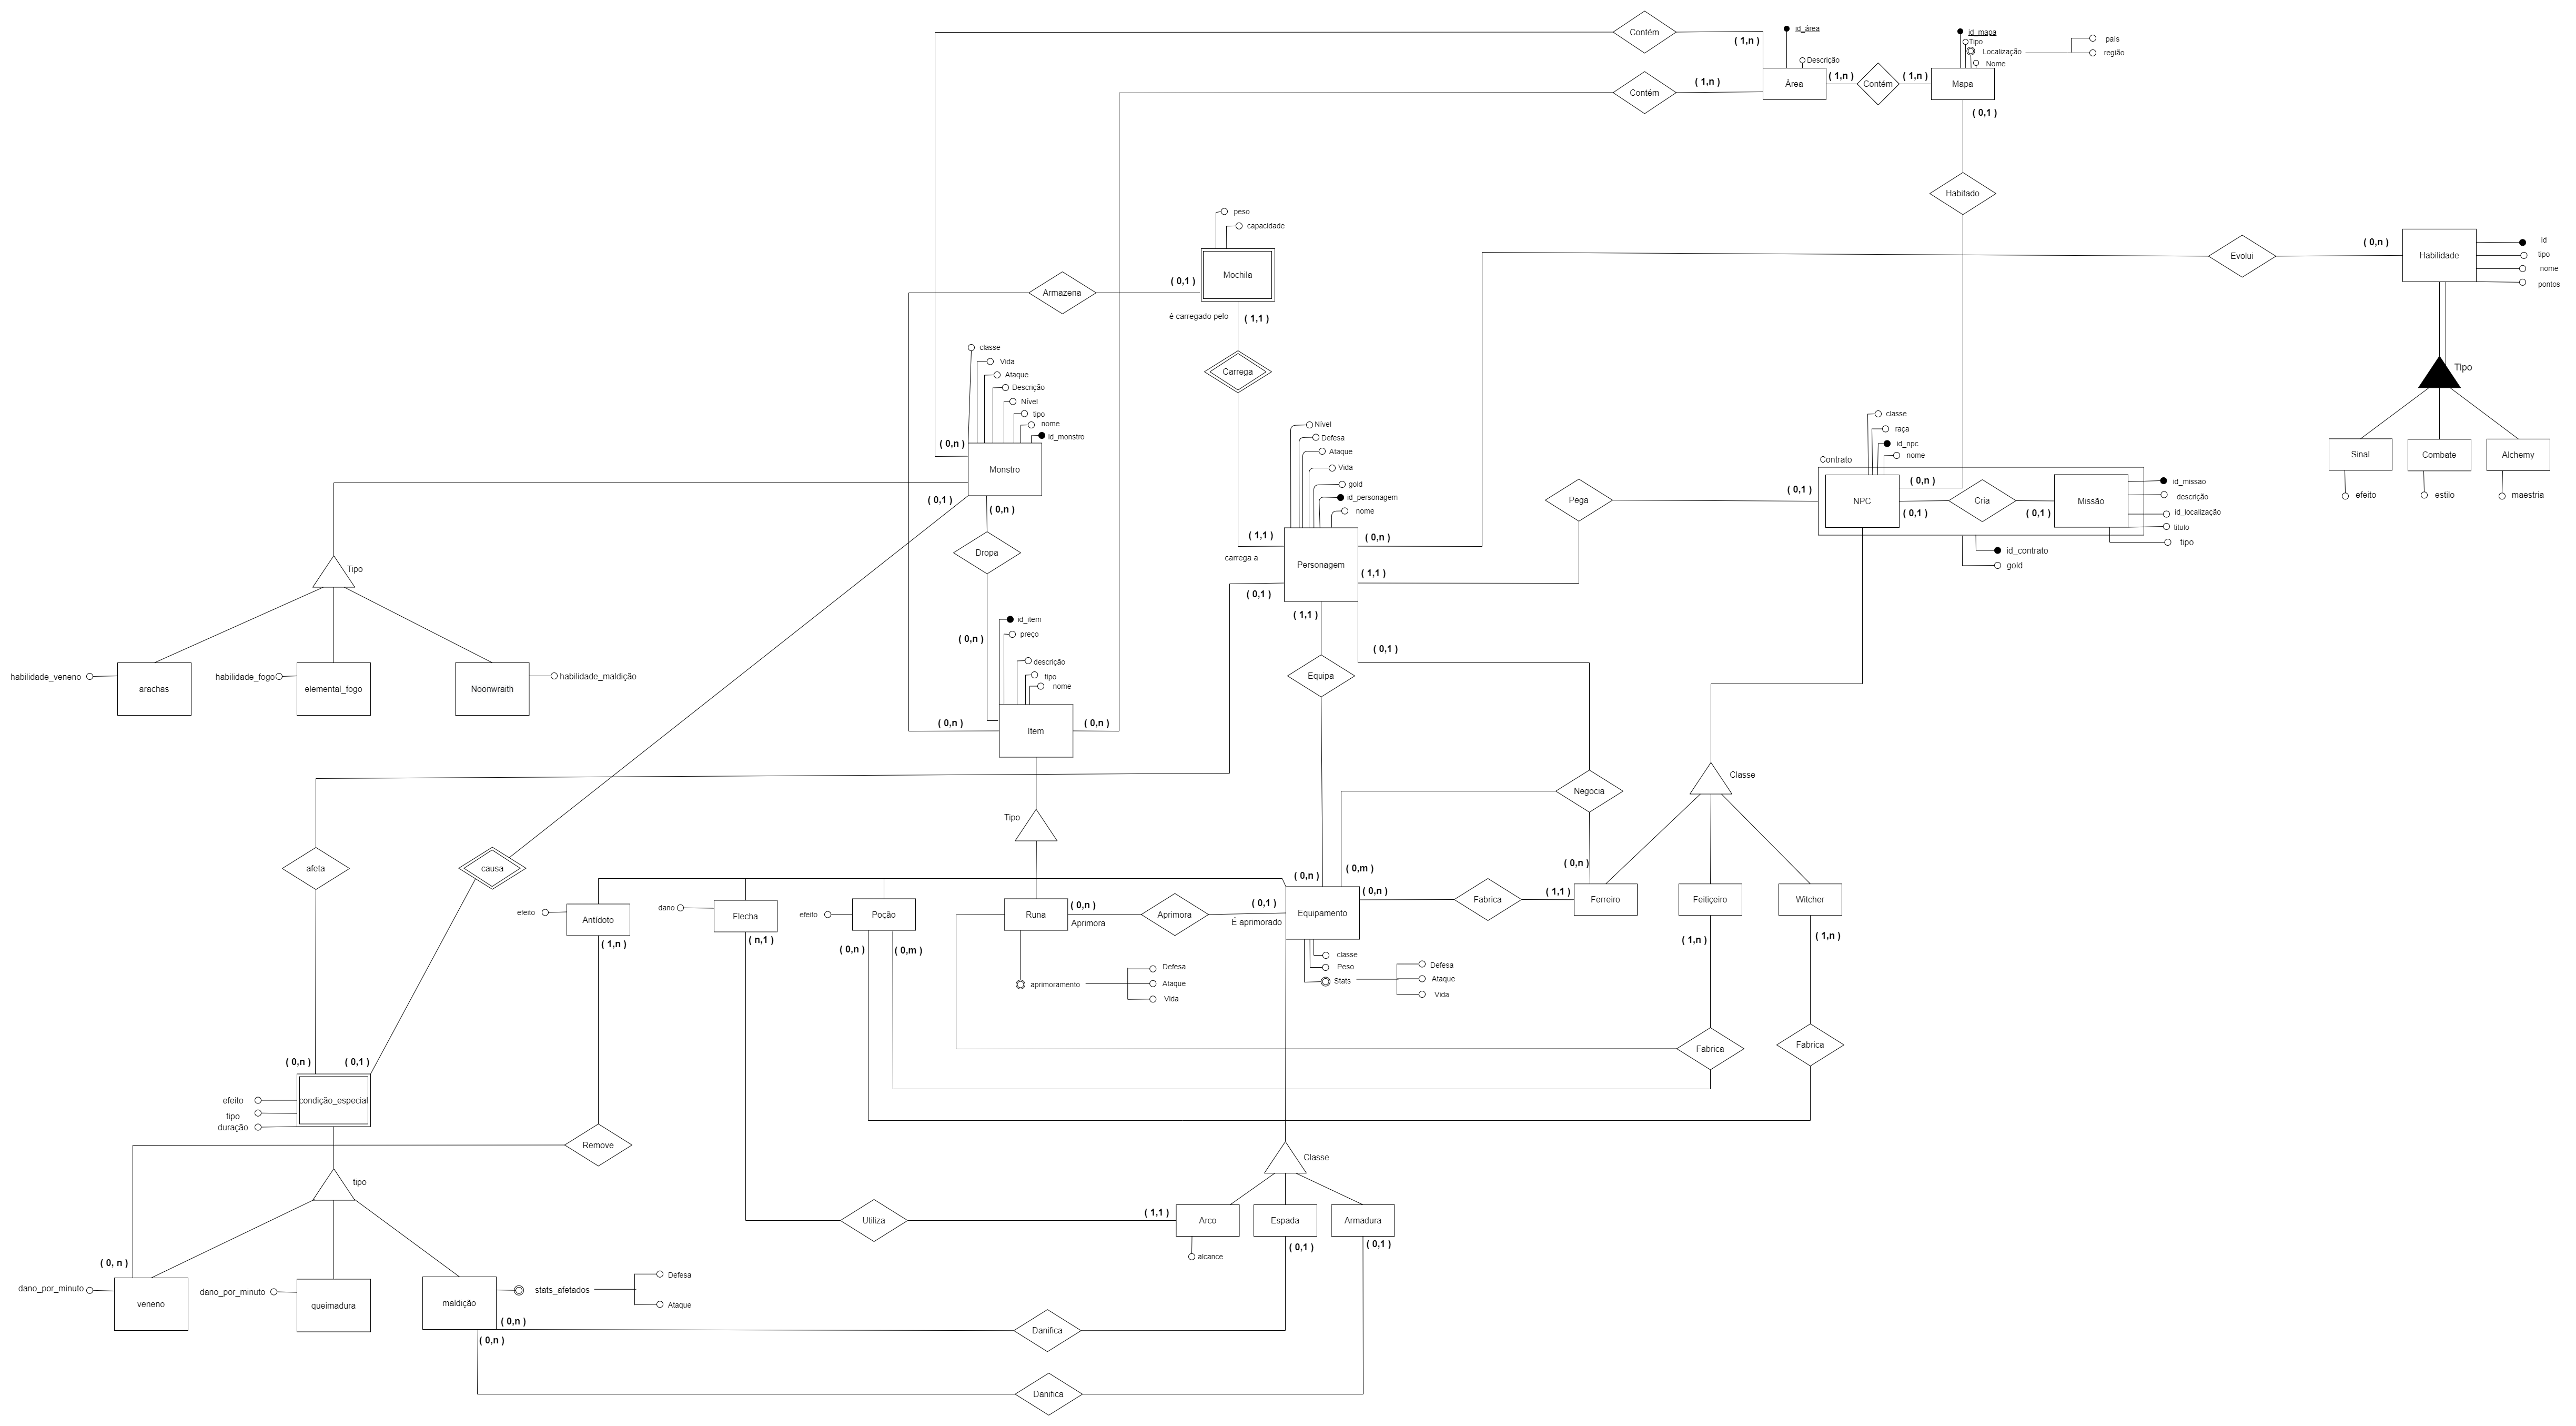 Contém
( 1,n )
id_área
Descrição
Área
Contém
( 1,n )
( 1,n )
Contém
( 1,n )
Mapa
id_mapa
Tipo
Localização
Nome
país
região
( 0,1 )
Habitado
peso
capacidade
Mochila
( 0,1 )
Armazena
é carregado pelo
( 1,1 )
Carrega
Evolui
( 0,n )
Habilidade
id
tipo
nome
pontos
Tipo
Sinal
Combate
Alchemy
efeito
estilo
maestria
classe
Vida
Ataque
Descrição
Nível
tipo
nome
id_monstro
( 0,n )
Monstro
( 0,1 )
( 0,n )
Dropa
( 0,n )
Nível
Defesa
Ataque
Vida
gold
id_personagem
nome
( 1,1 )
carrega a
Personagem
( 0,n )
( 1,1 )
( 0,1 )
( 1,1 )
( 0,1 )
Pega
( 0,1 )
Contrato
classe
raça
id_npc
nome
NPC
( 0,n )
( 0,1 )
Cria
( 0,1 )
Missão
id_missao
descrição
id_localização
titulo
tipo
id_contrato
gold
Tipo
habilidade_veneno
arachas
habilidade_fogo
elemental_fogo
Noonwraith
habilidade_maldição
id_item
preço
descrição
tipo
nome
( 0,n )
Item
( 0,n )
Equipa
Negocia
Classe
Tipo
afeta
causa
( 0,n )
( 0,m )
( 0,n )
efeito
Antídoto
( 1,n )
dano
Flecha
( n,1 )
efeito
Poção
( 0,n )
( 0,m )
Runa
( 0,n )
Aprimora
Aprimora
( 0,1 )
É aprimorado
Equipamento
( 0,n )
Fabrica
( 1,1 )
Ferreiro
Feitiçeiro
Witcher
( 1,n )
( 1,n )
aprimoramento
Defesa
Ataque
Vida
classe
Peso
Stats
Defesa
Ataque
Vida
Fabrica
Fabrica
( 0,n )
( 0,1 )
condição_especial
efeito
tipo
duração
Remove
tipo
Classe
Utiliza
( 1,1 )
Arco
Espada
Armadura
alcance
( 0,1 )
( 0,1 )
( 0, n )
dano_por_minuto
veneno
dano_por_minuto
queimadura
maldição
stats_afetados
Defesa
Ataque
( 0,n )
( 0,n )
Danifica
Danifica